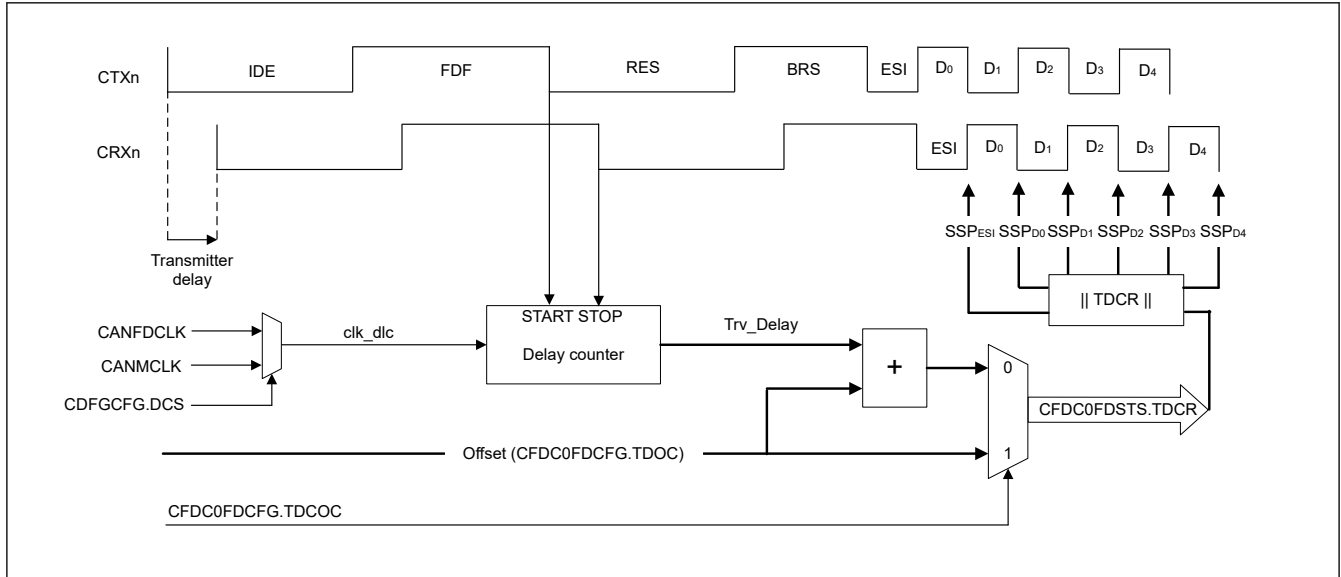 CTXn IDE FDF RES BRS ESI D0 D1 D2 D3 D4
CRXn ESI D0 D1 D2 D3 D4
SSPESI SSPD0 SSPD1 SSPD2 SSPD3 SSPD4
Transmitter
delay
|| TDCR ||
START STOP
Delay counter
CANFDCLK
clk_dlc
Trv_Delay
CANMCLK
+
0
CDFGCFG.DCS
CFDC0FDSTS.TDCR
Offset (CFDC0FDCFG.TDOC)
1
CFDC0FDCFG.TDCOC